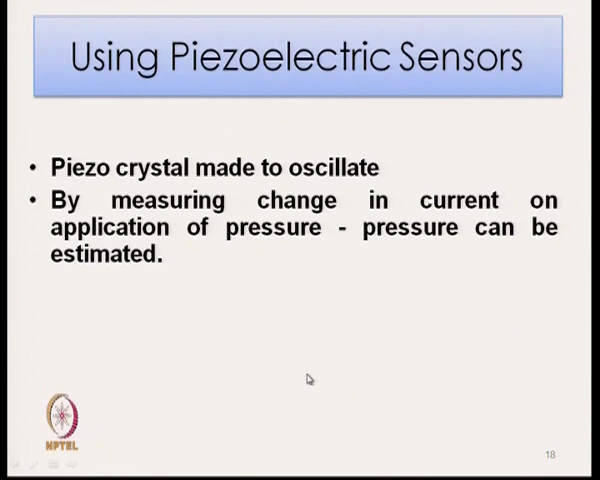 Using Piezoelectric Sensors
• Piezo crystal made to oscillate
• By measuring change in current on
application of pressure - pressure can be
estimated.
NPTEL
18